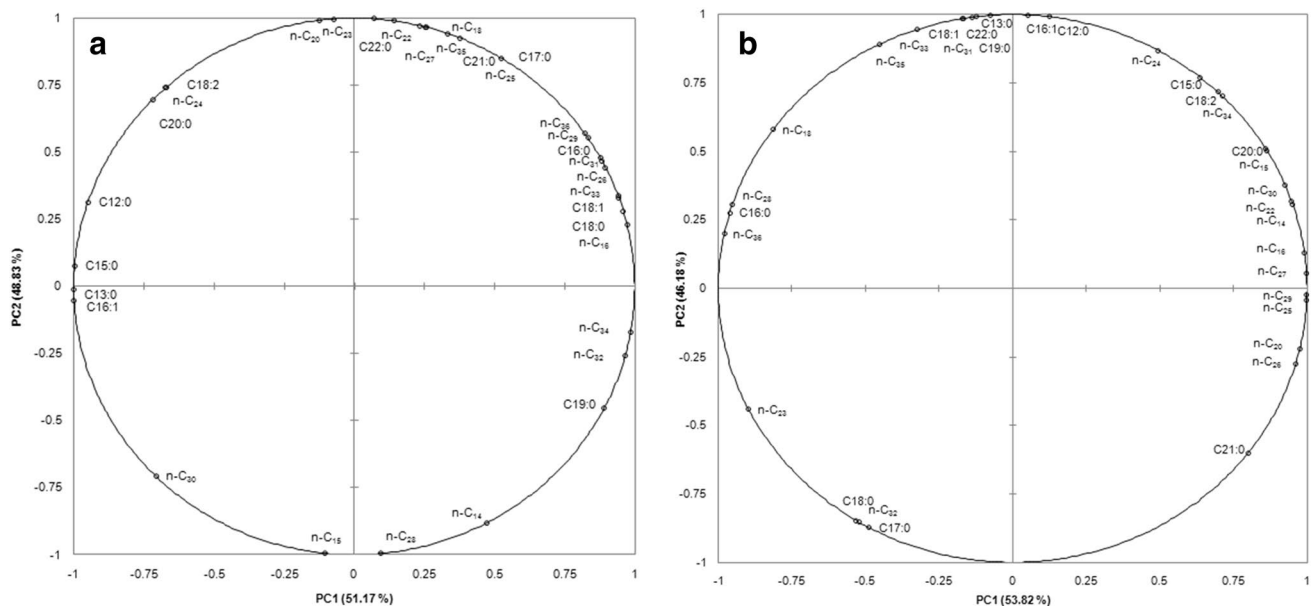 a
1
0.75
0.5
0.25
0
-0.25
-0.5
-0.75
-1
PC2 (48.83 %)
n-C20
n-C23
C22:0
n-C22
n-C27
n-C18
n-C35
C21:0
n-C25
C17:0
C18:2
n-C24
C20:0
n-C36
n-C29
C16:0
n-C31
n-C26
n-C33
C18:1
C18:0
n-C16
C12:0
C15:0
C13:0
C16:1
n-C34
n-C32
C19:0
n-C30
n-C14
n-C15
n-C28
-1 -0.75 -0.5 -0.25 0 0.25 0.5 0.75 1
PC1 (51.17 %)
b
1
0.75
0.5
0.25
0
-0.25
-0.5
-0.75
-1
PC2 (46.18 %)
C13:0
C18:1 C22:0
n-C33
n-C31 C19:0
n-C35
C16:1 C12:0
n-C24
C15:0
C18:2
n-C34
n-C18
C20:0
n-C15
n-C28
C16:0
n-C36
n-C30
n-C22
n-C14
n-C16
n-C27
n-C29
n-C25
n-C20
n-C26
n-C23
C21:0
C18:0
n-C32
C17:0
-1 -0.75 -0.5 -0.25 0 0.25 0.5 0.75 1
PC1 (53.82 %)